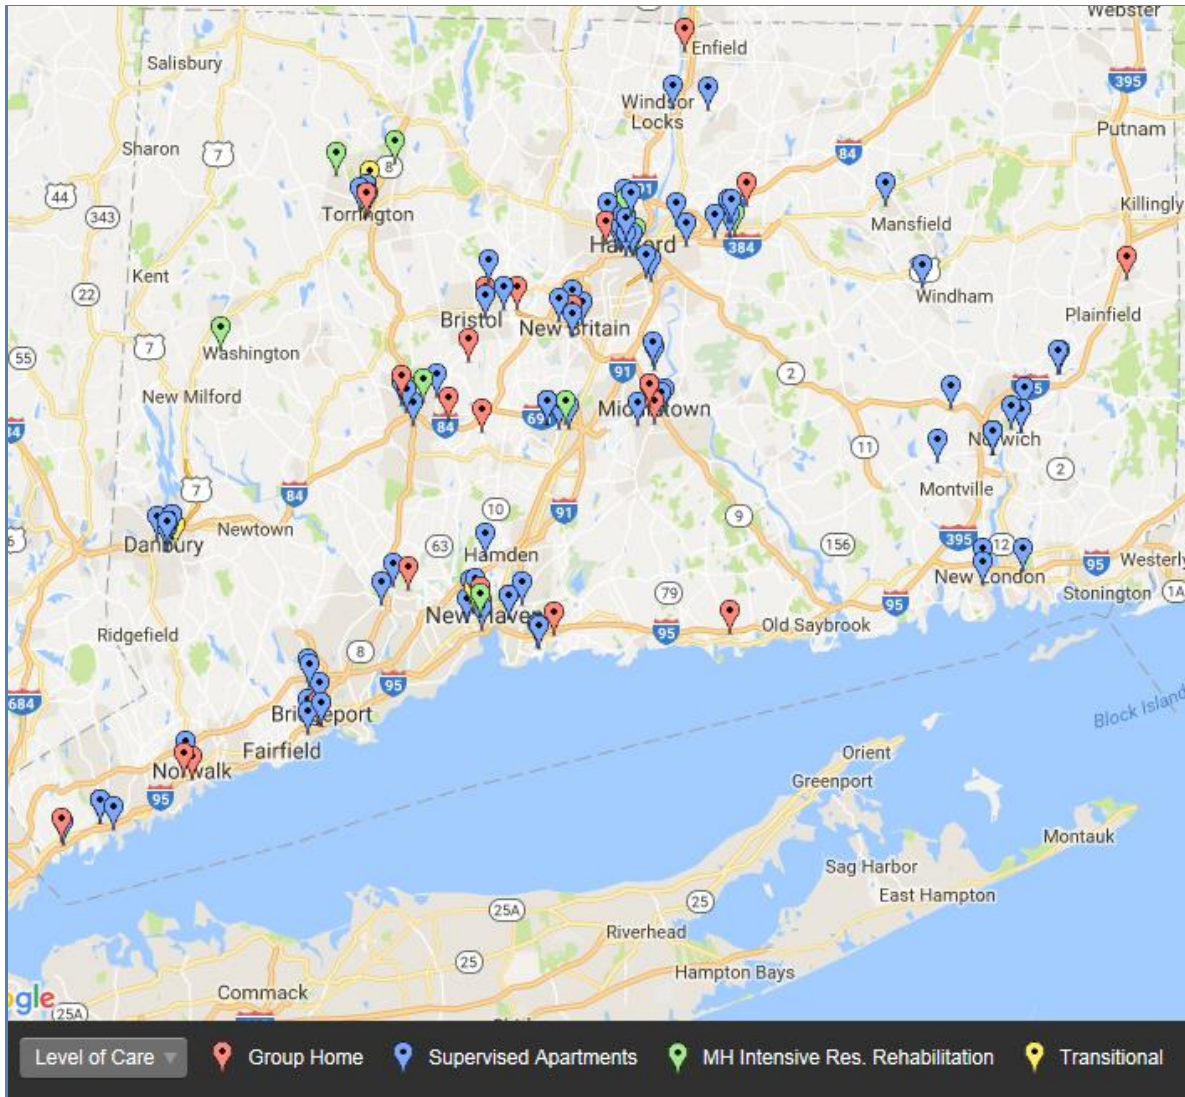 Webster
Enfield
Salisbury
395
Windsor
Locks
Putnam
Sharon
7
84
8
44
343
Torrington
Mansfield
Killingly
384
Kent
22
Windham
Plainfield
Bristol
New Britain
7
Washington
55
91
2
New Milford
Middletown
84
84
691
11
Norwich
2
7
84
Montville
10
91
9
Danbury
Newtown
63
Hamden
156
395
12
Westerly
95
New London
Stonington
1A
79
New Haven
95
95
Old Saybrook
Ridgefield
8
684
95
Bridgeport
Block Island
Fairfield
Norwalk
95
Orient
Greenport
Montauk
Sag Harbor
East Hampton
25A
25
Riverhead
25
Hampton Bays
Commack
ogle
25A
Level of Care
Group Home
Supervised Apartments
MH Intensive Res. Rehabilitation
Transitional